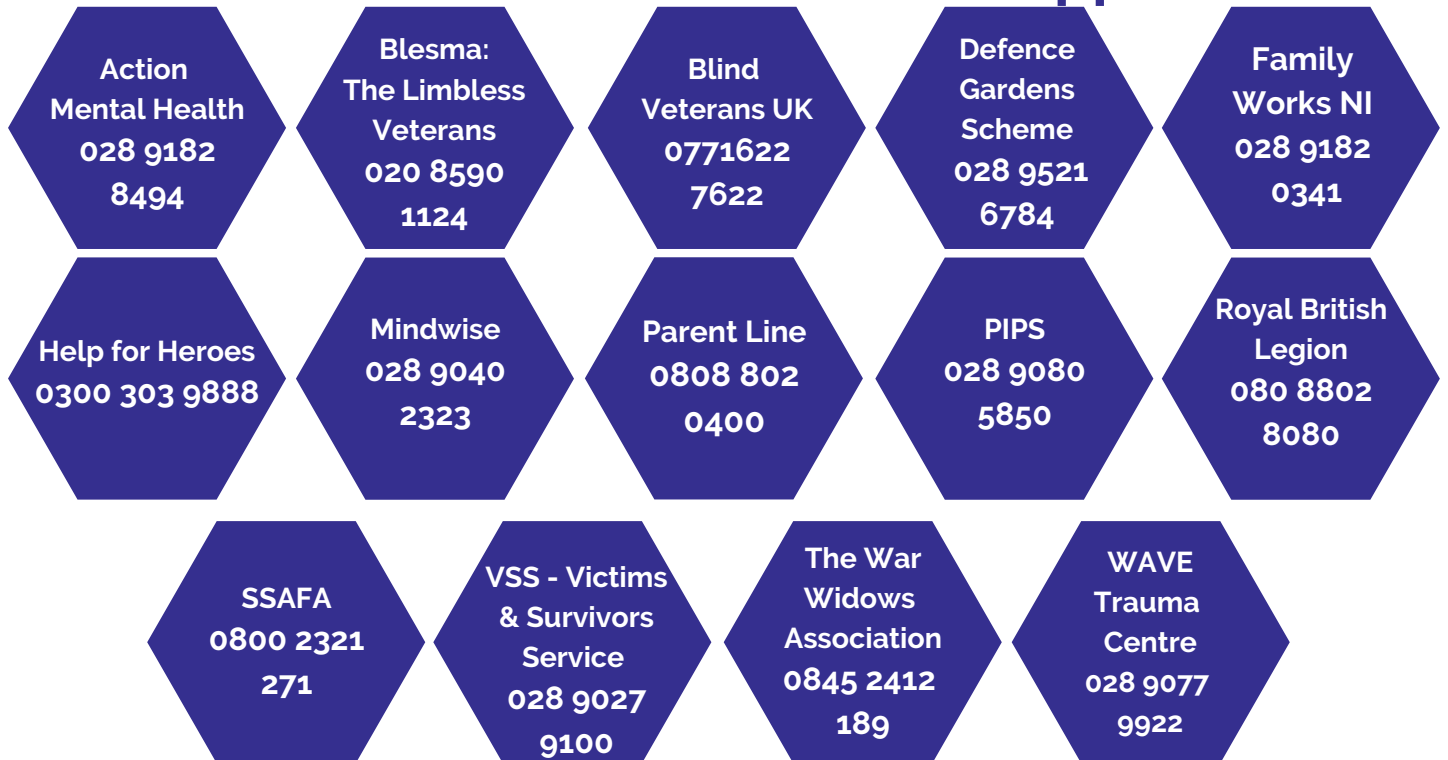 Action
Mental Health
028 9182
8494
Blesma:
The Limbless
Veterans
020 8590
1124
Blind
Veterans UK
0771622
7622
Defence
Gardens
Scheme
028 9521
6784
Family
Works NI
028 9182
0341
Help for Heroes
0300 303 9888
Mindwise
028 9040
2323
Parent Line
0808 802
0400
PIPS
028 9080
5850
Royal British
Legion
080 8802
8080
SSAFA
0800 2321
271
VSS - Victims
& Survivors
Service
028 9027
9100
The War
Widows
Association
0845 2412
189
WAVE
Trauma
Centre
028 9077
9922